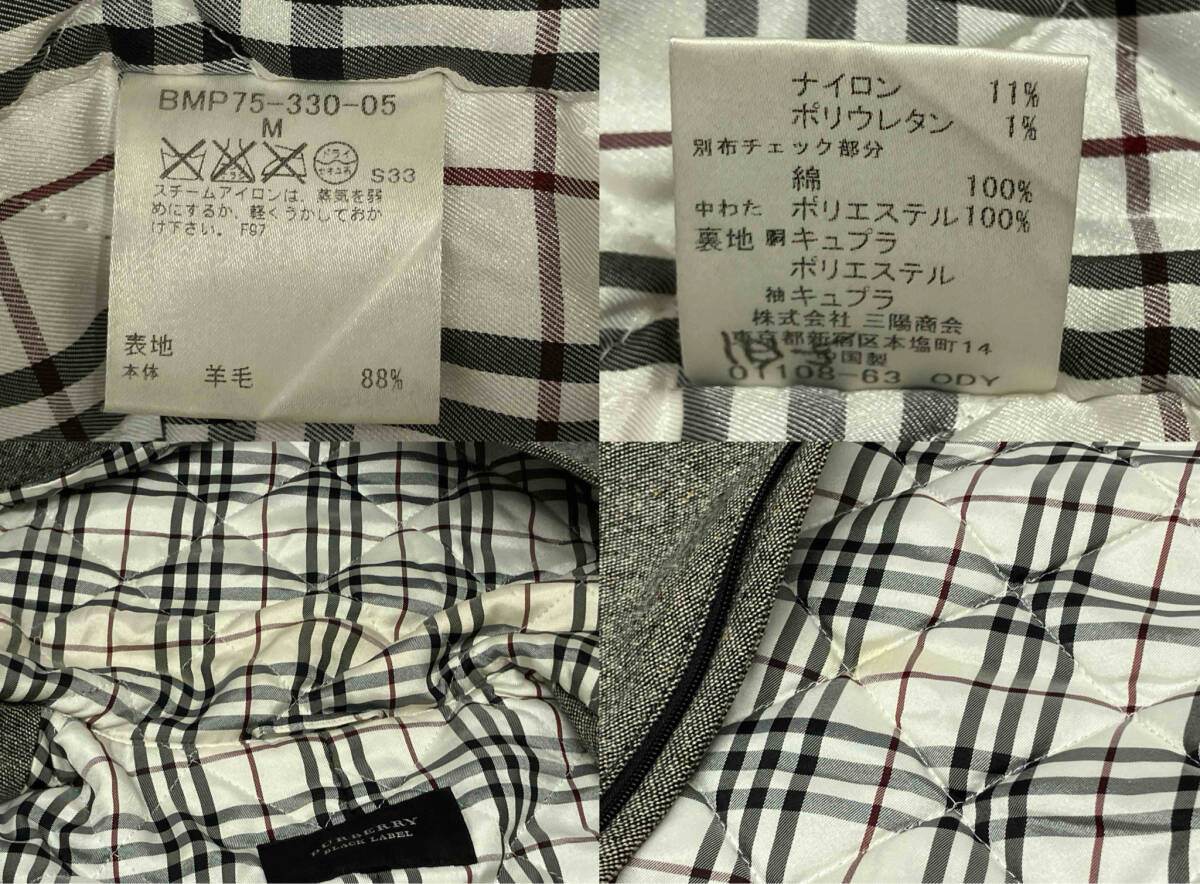 BMP75-330-05
M
S33
スチームアイロンは、蒸気を弱
めにするか、軽くうかしておか
け下さい。 F97
表地
本体 羊毛 88%
ナイロン 11%
ポリウレタン 1%
別布チェック部分
綿 100%
中わた ポリエステル 100%
裏地 胴 キュプラ
ポリエステル
袖 キュプラ
株式会社 三陽商会
東京都新宿区本塩町14
中国製
07108-63 ODY
BURBERRY
BLACK LABEL